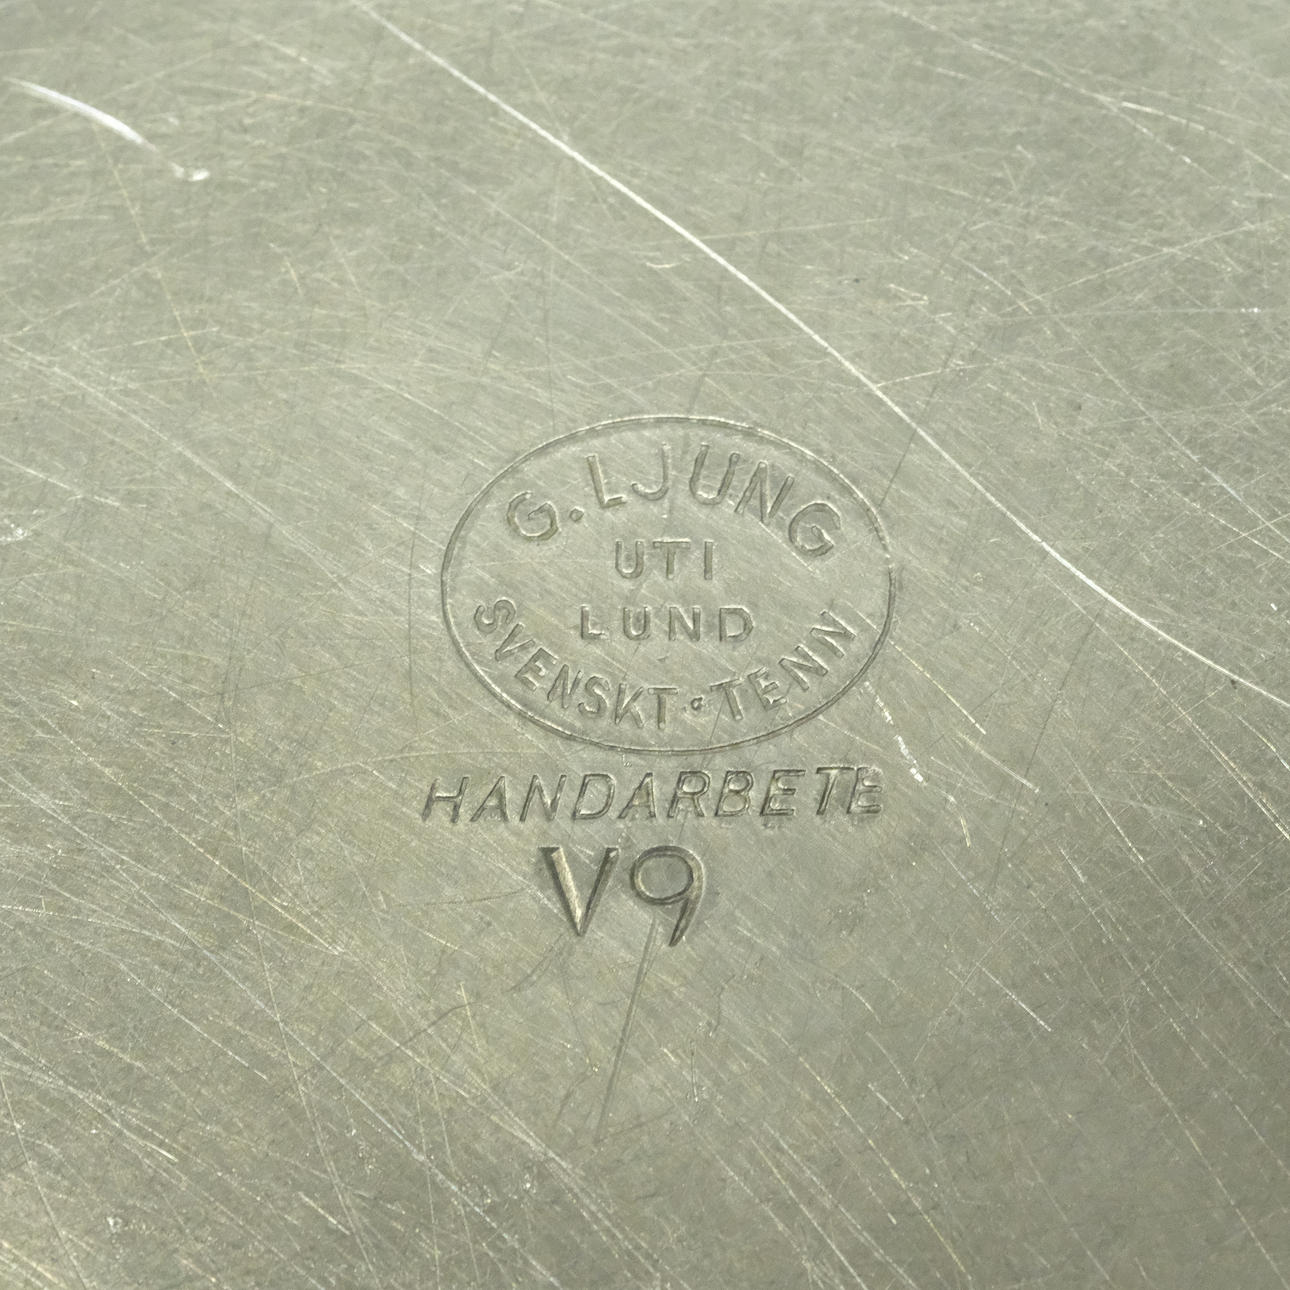 G. LJUNG
UTI
LUND
SVENSKT · TENN
HANDARBETE
V9